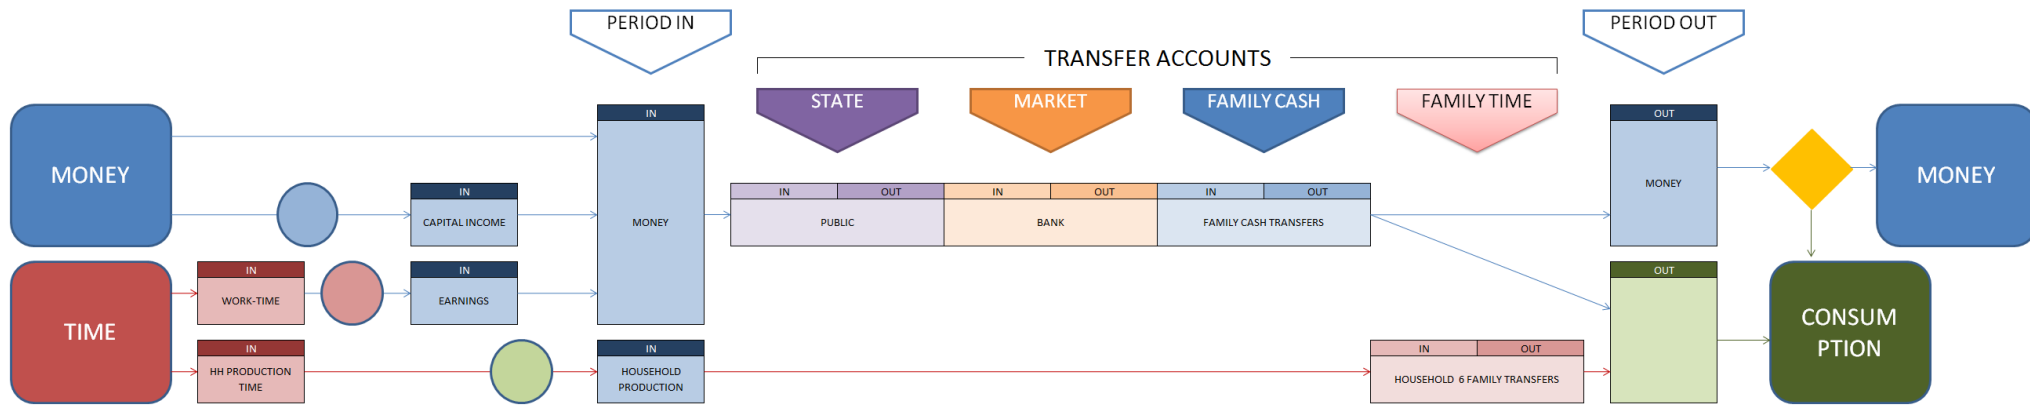 PERIOD IN
PERIOD OUT
TRANSFER ACCOUNTS
STATE
MARKET
FAMILY CASH
FAMILY TIME
IN
OUT
MONEY
MONEY
MONEY
MONEY
IN
CAPITAL INCOME
IN
OUT
IN
OUT
IN
OUT
PUBLIC
BANK
FAMILY CASH TRANSFERS
TIME
IN
WORK-TIME
IN
EARNINGS
OUT
CONSUM
PTION
IN
HH PRODUCTION
TIME
IN
HOUSEHOLD
PRODUCTION
IN
OUT
HOUSEHOLD 6 FAMILY TRANSFERS